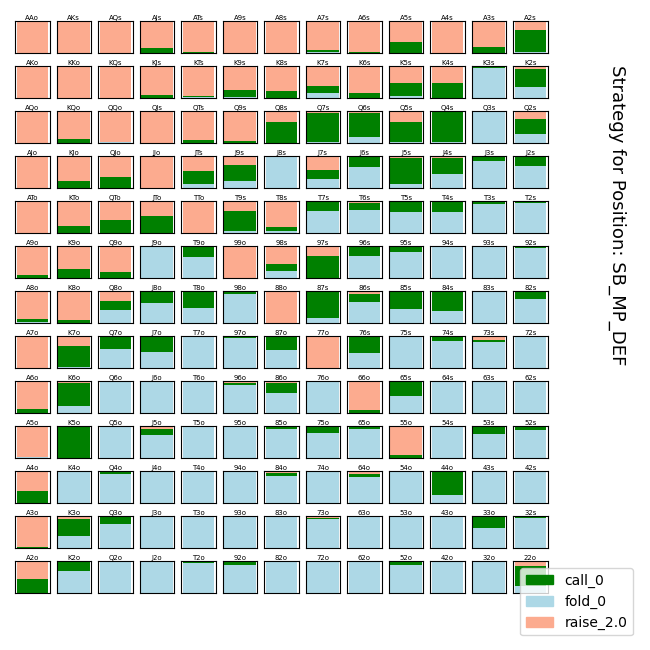 AAo AKs AQs AJs ATs A9s A8s A7s A6s A5s A4s A3s A2s
AKo KKo KQs KJs KTs K9s K8s K7s K6s K5s K4s K3s K2s
AQo KQo QQo QJs QTs Q9s Q8s Q7s Q6s Q5s Q4s Q3s Q2s
AJo KJo QJo JJo JTs J9s J8s J7s J6s J5s J4s J3s J2s
ATo KTo QTo JTo TTo T9s T8s T7s T6s T5s T4s T3s T2s
A9o K9o Q9o J9o T9o 99o 98s 97s 96s 95s 94s 93s 92s
A8o K8o Q8o J8o T8o 98o 88o 87s 86s 85s 84s 83s 82s
A7o K7o Q7o J7o T7o 97o 87o 77o 76s 75s 74s 73s 72s
A6o K6o Q6o J6o T6o 96o 86o 76o 66o 65s 64s 63s 62s
A5o K5o Q5o J5o T5o 95o 85o 75o 65o 55o 54s 53s 52s
A4o K4o Q4o J4o T4o 94o 84o 74o 64o 54o 44o 43s 42s
A3o K3o Q3o J3o T3o 93o 83o 73o 63o 53o 43o 33o 32s
A2o K2o Q2o J2o T2o 92o 82o 72o 62o 52o 42o 32o 22o
Strategy for Position: SB_MP_DEF
call_0
fold_0
raise_2.0